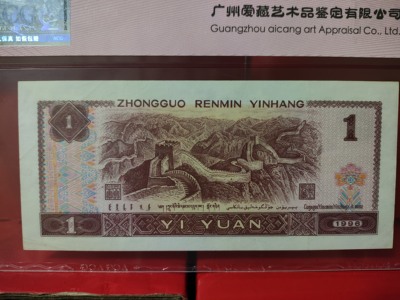 广州爱藏艺术品鉴定有限公司
Guangzhou aicang art Appraisal Co., Ltd.
ZHONGGUO RENMIN YINHANG
1
1
1
YI YUAN
1996